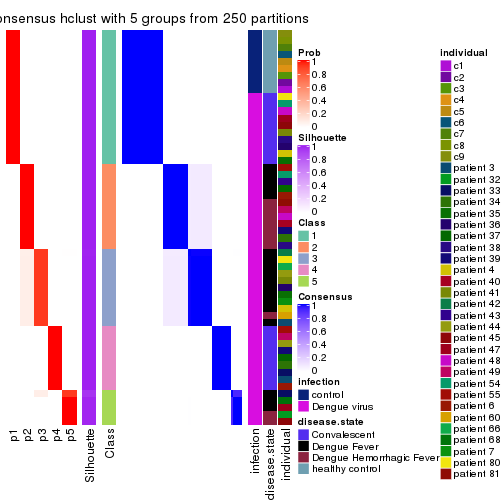 onsensus hclust with 5 groups from 250 partitions
p1
p2
p3
p4
p5
Silhouette
Class
infection
disease.state
individual
Prob
1
0.8
0.6
0.4
0.2
0
Silhouette
1
0.8
0.6
0.4
0.2
0
Class
1
2
3
4
5
Consensus
1
0.8
0.6
0.4
0.2
0
infection
control
Dengue virus
disease.state
Convalescent
Dengue Fever
Dengue Hemorrhagic Fever
healthy control
individual
c1
c2
c3
c4
c5
c6
c7
c8
c9
patient 3
patient 32
patient 33
patient 34
patient 35
patient 36
patient 37
patient 38
patient 39
patient 4
patient 40
patient 41
patient 42
patient 43
patient 44
patient 45
patient 47
patient 48
patient 49
patient 54
patient 55
patient 6
patient 60
patient 66
patient 68
patient 7
patient 80
patient 81